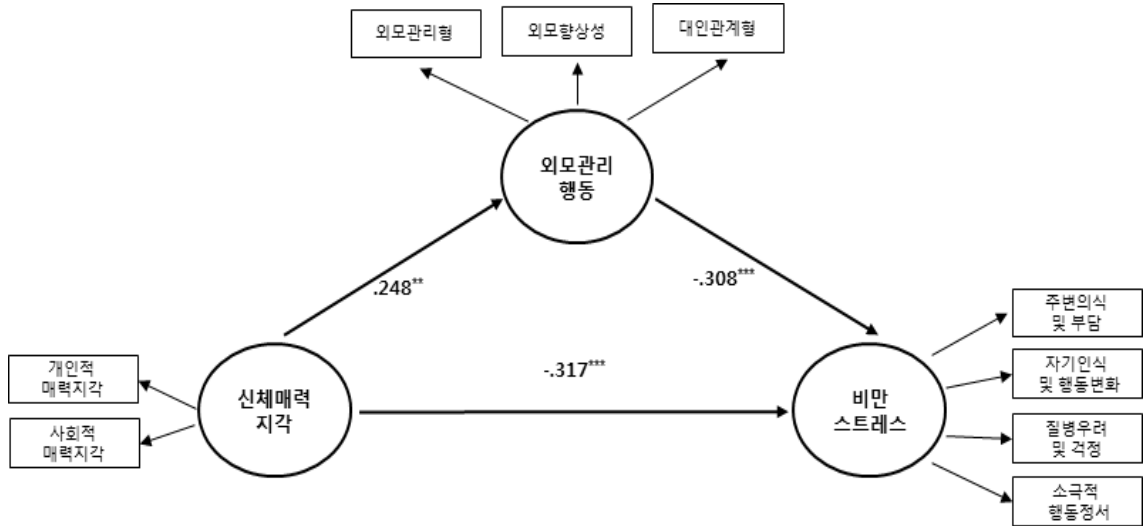 외모관리형
외모향상성
대인관계형
외모관리
행동
.248**
-.308***
-.317***
개인적
매력지각
사회적
매력지각
신체매력
지각
비만
스트레스
주변의식
및 부담
자기인식
및 행동변화
질병우려
및 걱정
소극적
행동정서